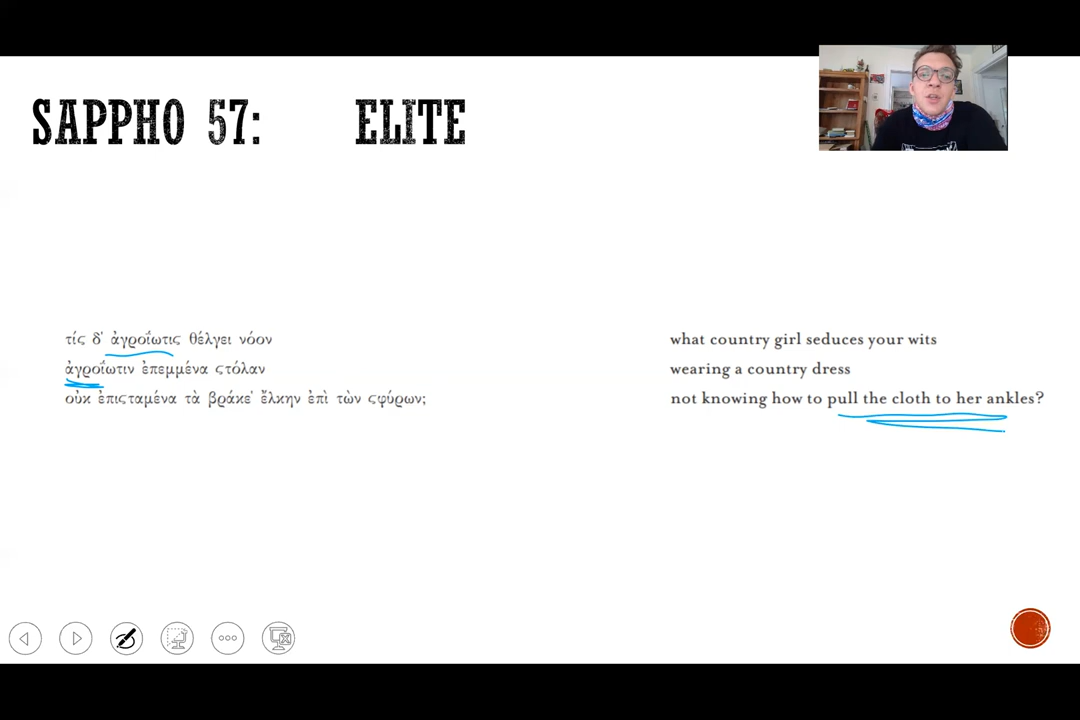 SAPPHO 57: ELITE
τίϲ δ' ἀγροΐωτιϲ θέλγει νόον
ἀγροΐωτιν ἐπεμμένα ϲτόλαν
οὐκ ἐπιϲταμένα τὰ βράκε' ἔλκην ἐπὶ τὼν ϲφύρων;
what country girl seduces your wits
wearing a country dress
not knowing how to pull the cloth to her ankles?